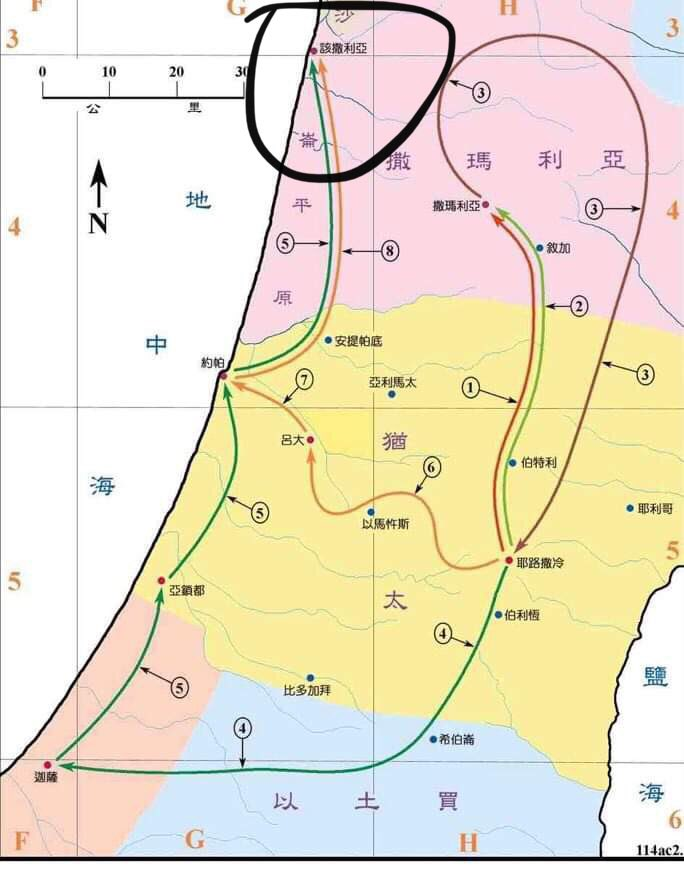 F G H
沙
3 3
該撒利亞
0 10 20 30
公 里
崙
③
撒 瑪 利 亞
N
地
平
撒瑪利亞
③
4 4
⑤ ⑧
敘加
原
②
中
安提帕底
約帕
③
⑦
亞利馬太
①
呂大
猶
海
⑥
伯特利
⑤
以馬忤斯
耶利哥
5 5
耶路撒冷
亞鎖都
太
伯利恆
④
⑤
鹽
比多加拜
④
希伯崙
迦薩
海
以 土 買
6
F G H
114ac2.